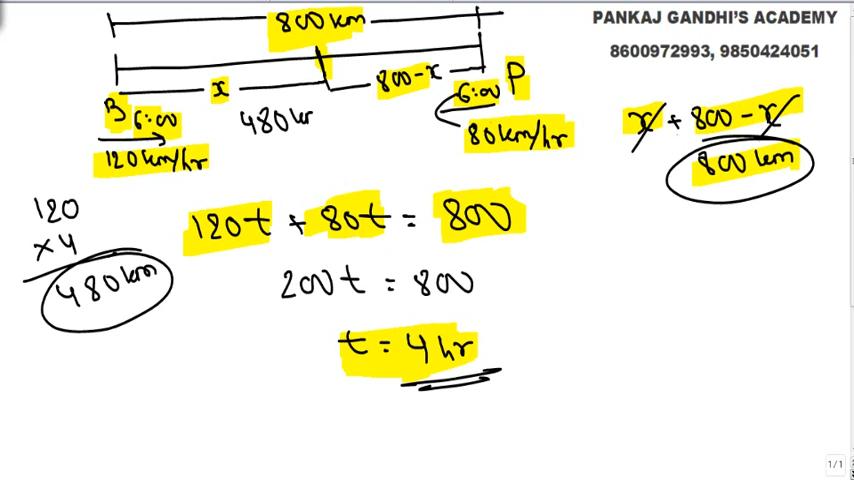 PANKAJ GANDHI'S ACADEMY
8600972993, 9850424051
800 km
x
800-x
B 6:00
480 kr
6:00 P
120 km/hr
80 km/hr
x + 800 - x
800 km
120
x 4
480 km
120t + 80t = 800
200t = 800
t = 4 hr
1/1